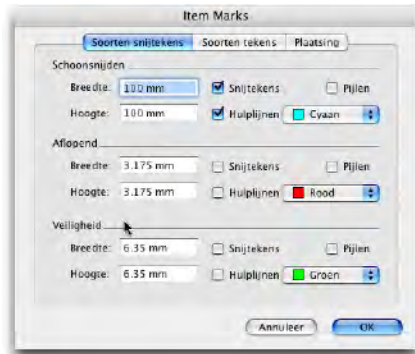 Item Marks
Soorten snijtekens Soorten tekens Plaatsing
Schoonsnijden
Breedte: 100 mm Snijtekens Pijlen
Hoogte: 100 mm Hulplijnen Cyaan
Aflopend
Breedte: 3.175 mm Snijtekens Pijlen
Hoogte: 3.175 mm Hulplijnen Rood
Veiligheid
Breedte: 6.35 mm Snijtekens Pijlen
Hoogte: 6.35 mm Hulplijnen Groen
Annuleer OK